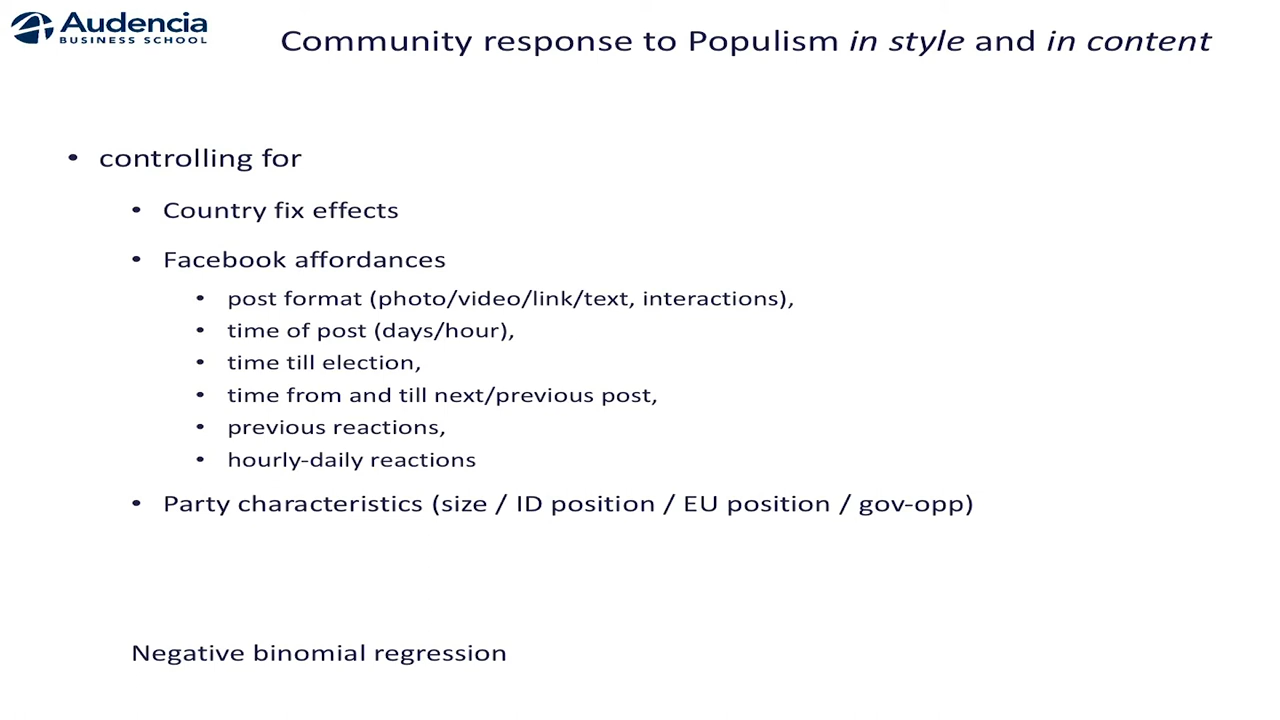 Audencia
BUSINESS SCHOOL
Community response to Populism in style and in content
• controlling for
• Country fix effects
• Facebook affordances
• post format (photo/video/link/text, interactions),
• time of post (days/hour),
• time till election,
• time from and till next/previous post,
• previous reactions,
• hourly-daily reactions
• Party characteristics (size / ID position / EU position / gov-opp)
Negative binomial regression